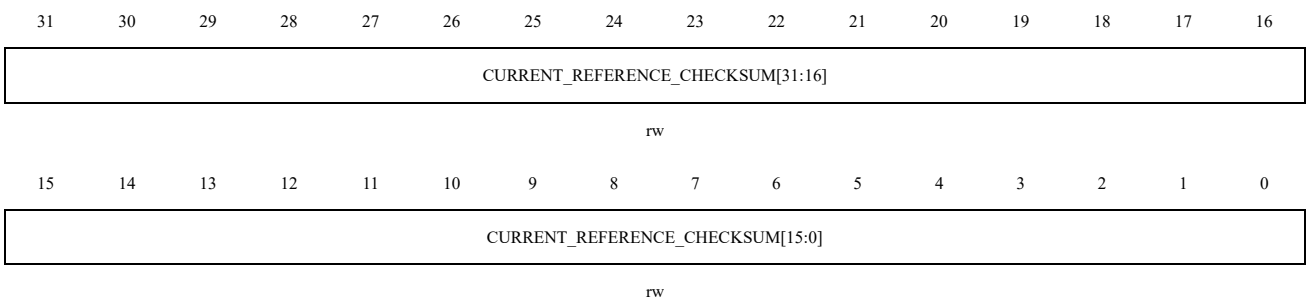 31 30 29 28 27 26 25 24 23 22 21 20 19 18 17 16
CURRENT_REFERENCE_CHECKSUM[31:16]
rw
15 14 13 12 11 10 9 8 7 6 5 4 3 2 1 0
CURRENT_REFERENCE_CHECKSUM[15:0]
rw